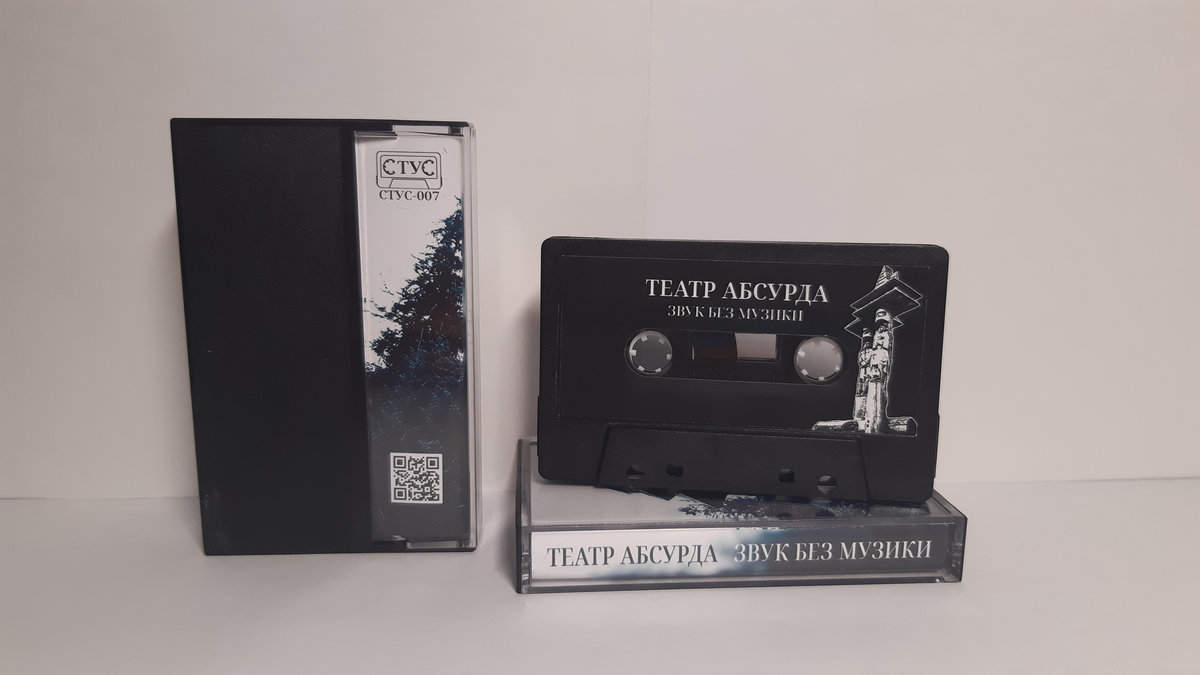 СТУС
СТУС-007
ТЕАТР АБСУРДА
ЗВУК БЕЗ МУЗИКИ
ТЕАТР АБСУРДА ЗВУК БЕЗ МУЗИКИ